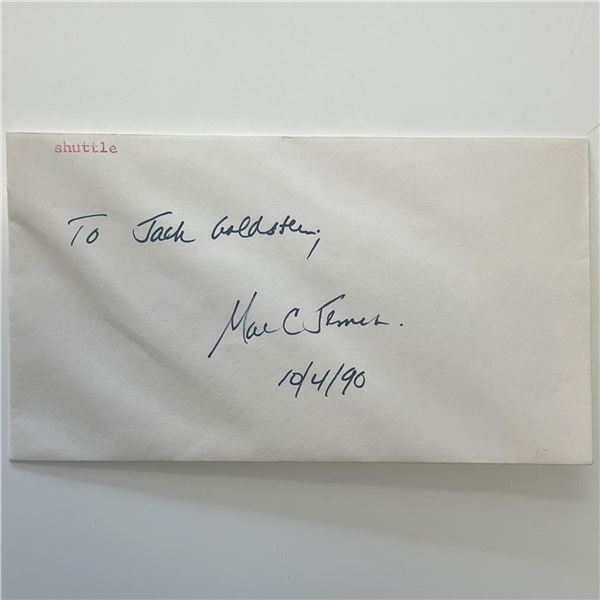 shuttle
To Jack Goldstein,
Mae C Jemison.
10/4/90